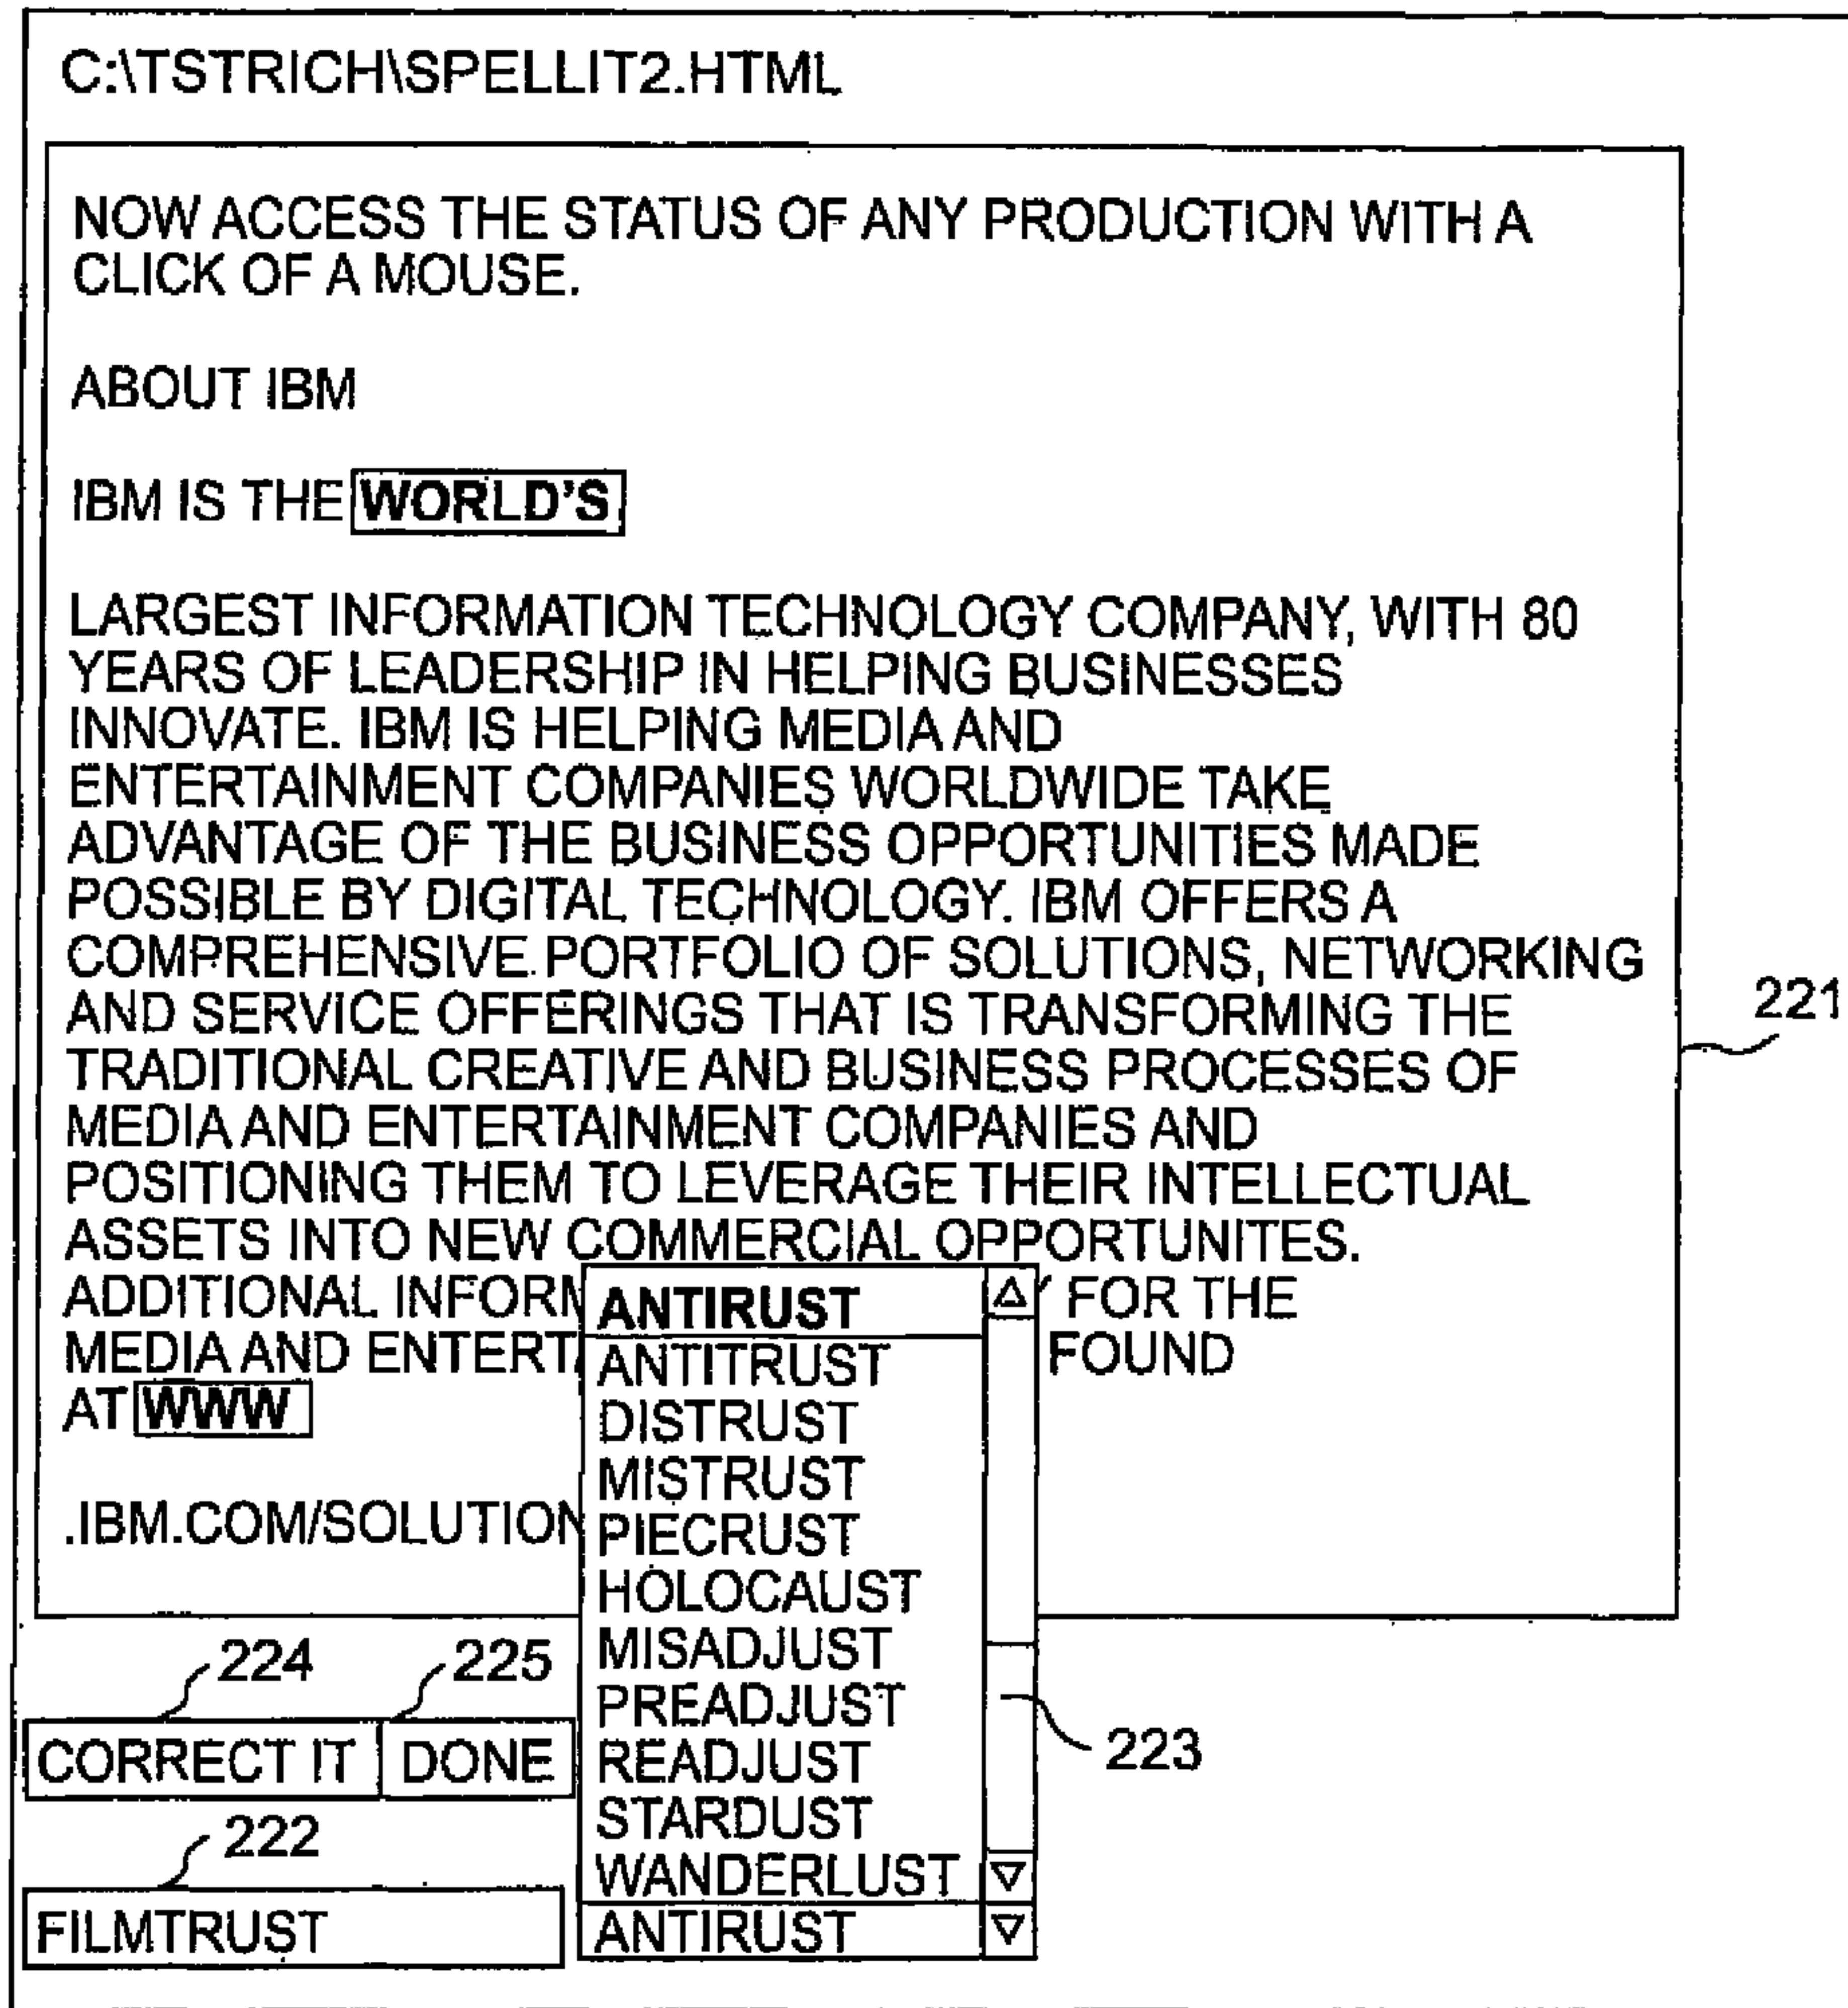 C:\TSTRICH\SPELLIT2.HTML
NOW ACCESS THE STATUS OF ANY PRODUCTION WITH A
CLICK OF A MOUSE.
ABOUT IBM
IBM IS THE WORLD'S
LARGEST INFORMATION TECHNOLOGY COMPANY, WITH 80
YEARS OF LEADERSHIP IN HELPING BUSINESSES
INNOVATE. IBM IS HELPING MEDIA AND
ENTERTAINMENT COMPANIES WORLDWIDE TAKE
ADVANTAGE OF THE BUSINESS OPPORTUNITIES MADE
POSSIBLE BY DIGITAL TECHNOLOGY. IBM OFFERS A
COMPREHENSIVE PORTFOLIO OF SOLUTIONS, NETWORKING
AND SERVICE OFFERINGS THAT IS TRANSFORMING THE
TRADITIONAL CREATIVE AND BUSINESS PROCESSES OF
MEDIA AND ENTERTAINMENT COMPANIES AND
POSITIONING THEM TO LEVERAGE THEIR INTELLECTUAL
ASSETS INTO NEW COMMERCIAL OPPORTUNITES.
ADDITIONAL INFOR FOR THE
MEDIA AND ENTERT FOUND
AT WWW
.IBM.COM/SOLUTION
221
ANTIRUST
ANTITRUST
DISTRUST
MISTRUST
PIECRUST
HOLOCAUST
MISADJUST
PREADJUST
READJUST
STARDUST
WANDERLUST
ANTIRUST
223
224 225
CORRECT IT DONE
222
FILMTRUST